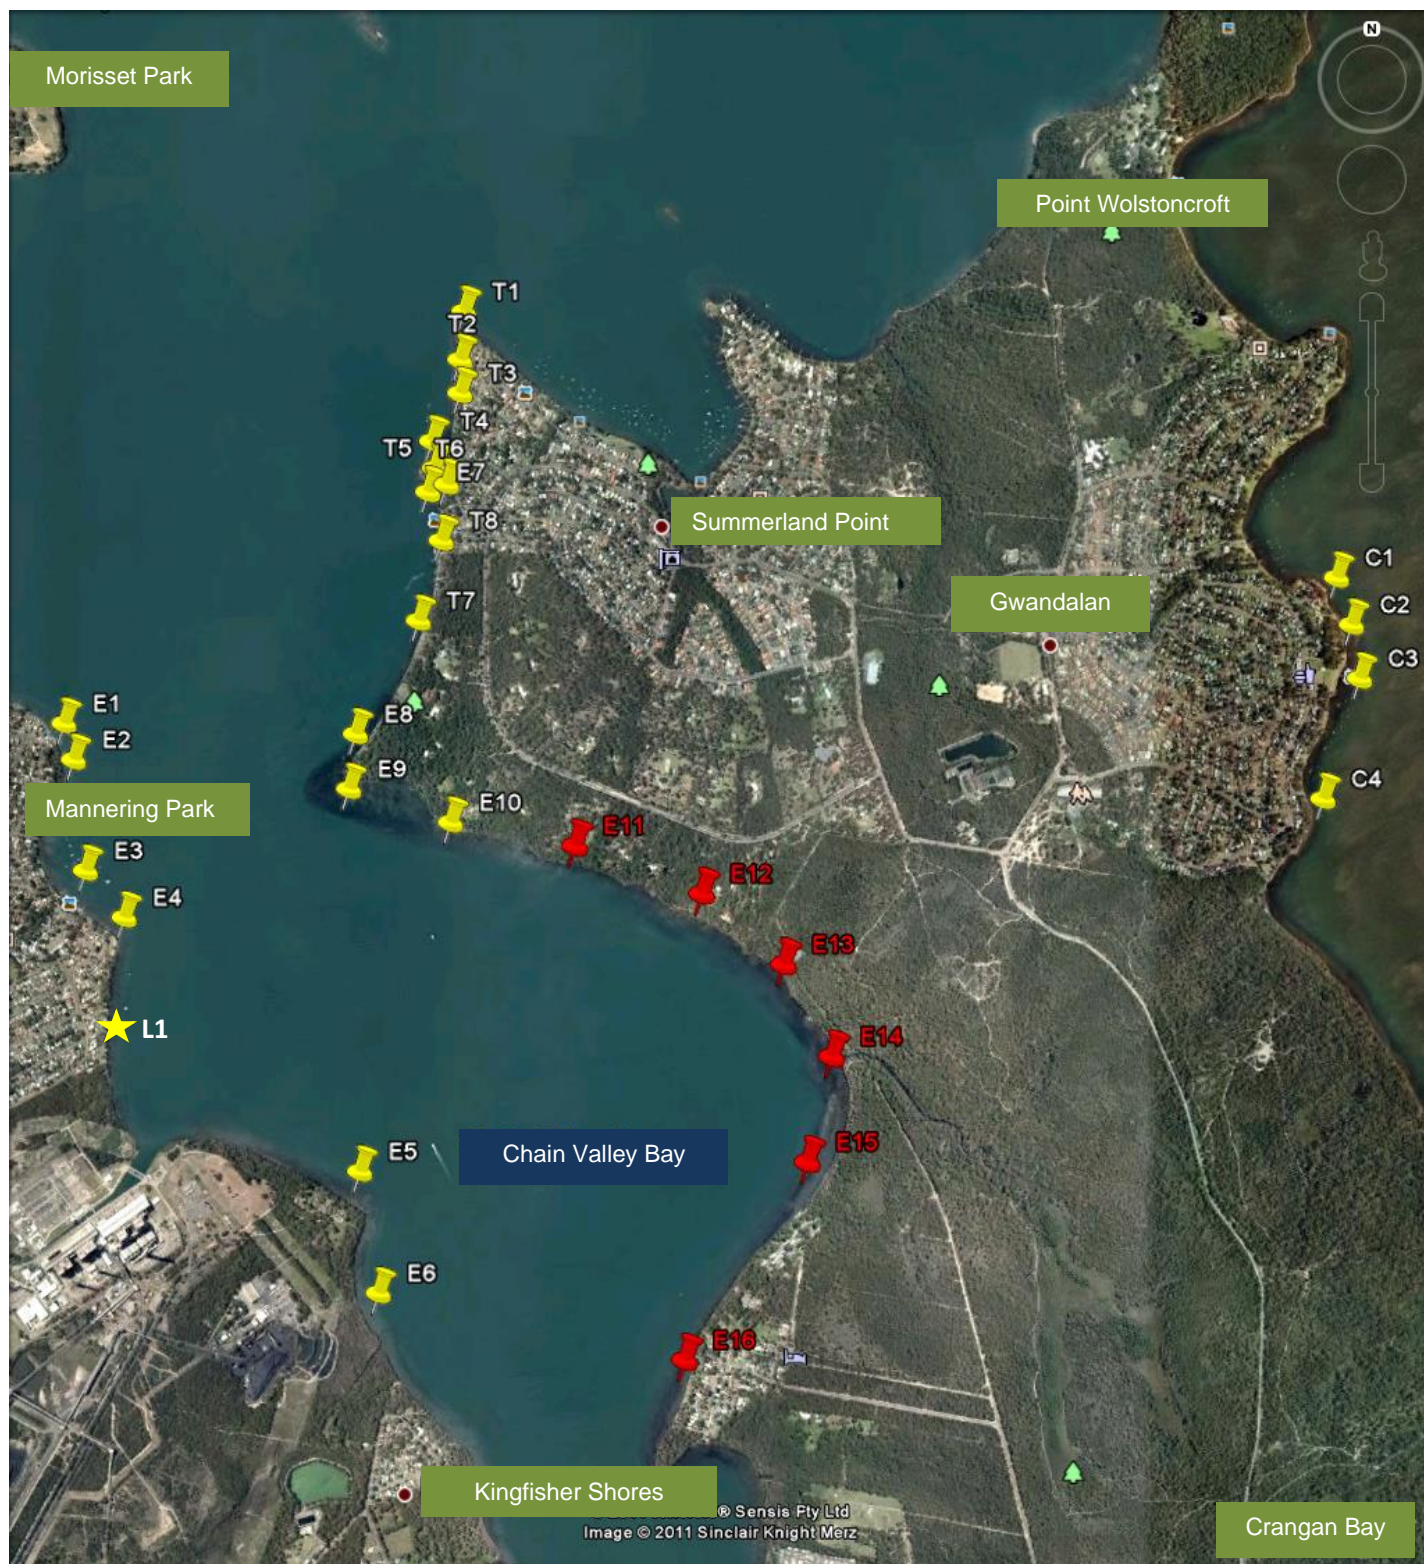 N
Morisset Park
Point Wolstoncroft
T1
T2
T3
T4
T5
T6
E7
T8
Summerland Point
C1
Gwandalan
T7
C2
C3
E1
E8
E2
E9
C4
Mannering Park
E10
E11
E3
E12
E4
E13
L1
E14
E15
E5
Chain Valley Bay
E6
E16
Kingfisher Shores
® Sensis Pty Ltd
Image © 2011 Sinclair Knight Merz
Crangan Bay